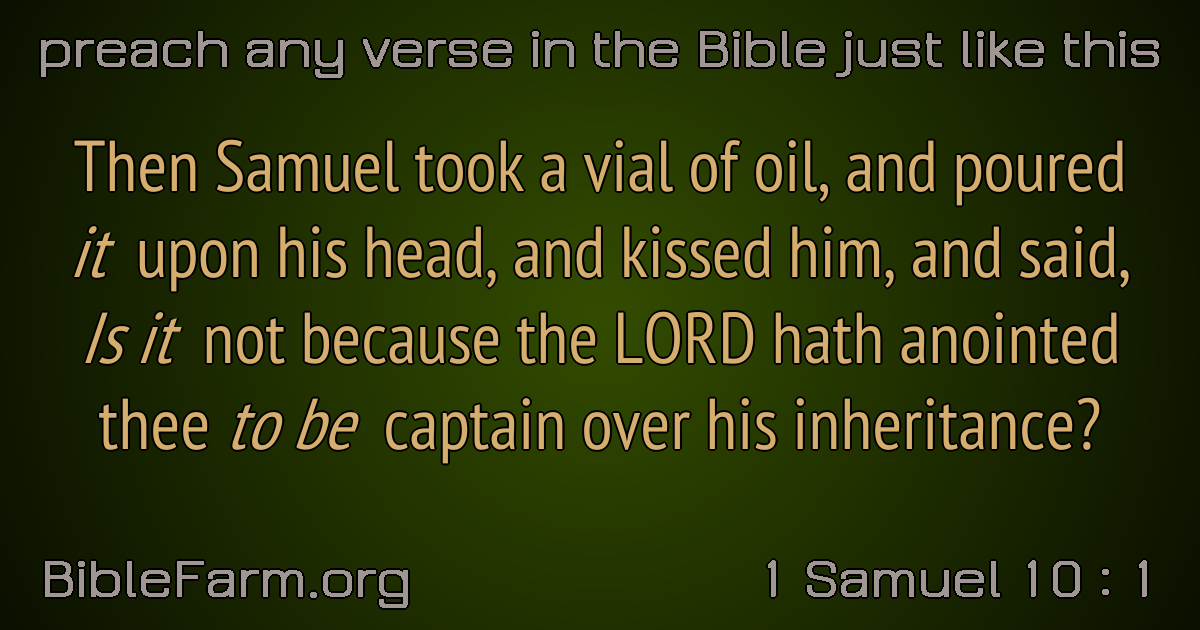 preach any verse in the Bible just like this
Then Samuel took a vial of oil, and poured
it upon his head, and kissed him, and said,
Is it not because the LORD hath anointed
thee to be captain over his inheritance?
BibleFarm.org
1 Samuel 10 : 1